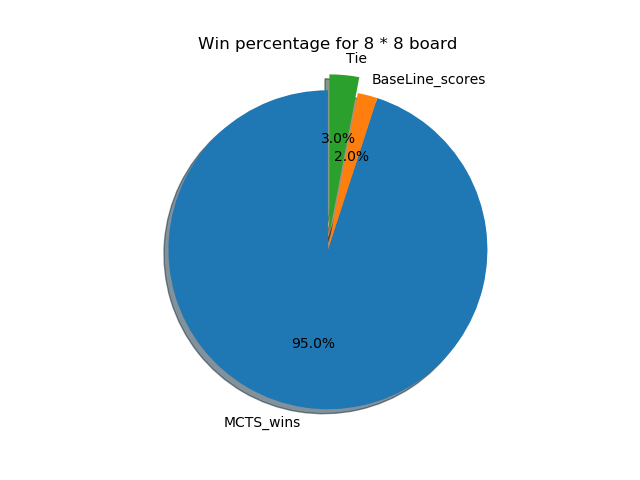 Win percentage for 8 * 8 board
Tie
BaseLine_scores
3.0%
2.0%
95.0%
MCTS_wins